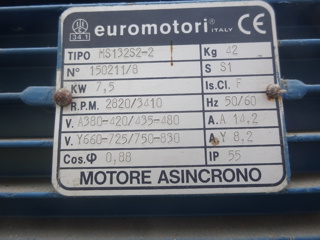 euromotori ITALY CE
TIPO MS132S2-2 Kg 42
N° 150211/8 S S1
KW 7,5 Is.Cl. F
R.P.M. 2820/3410 Hz 50/60
V. Δ380-420/435-480 A.Δ 14,2
V. Y660-725/750-830 A.Y 8,2
Cos.φ 0,88 IP 55
MOTORE ASINCRONO